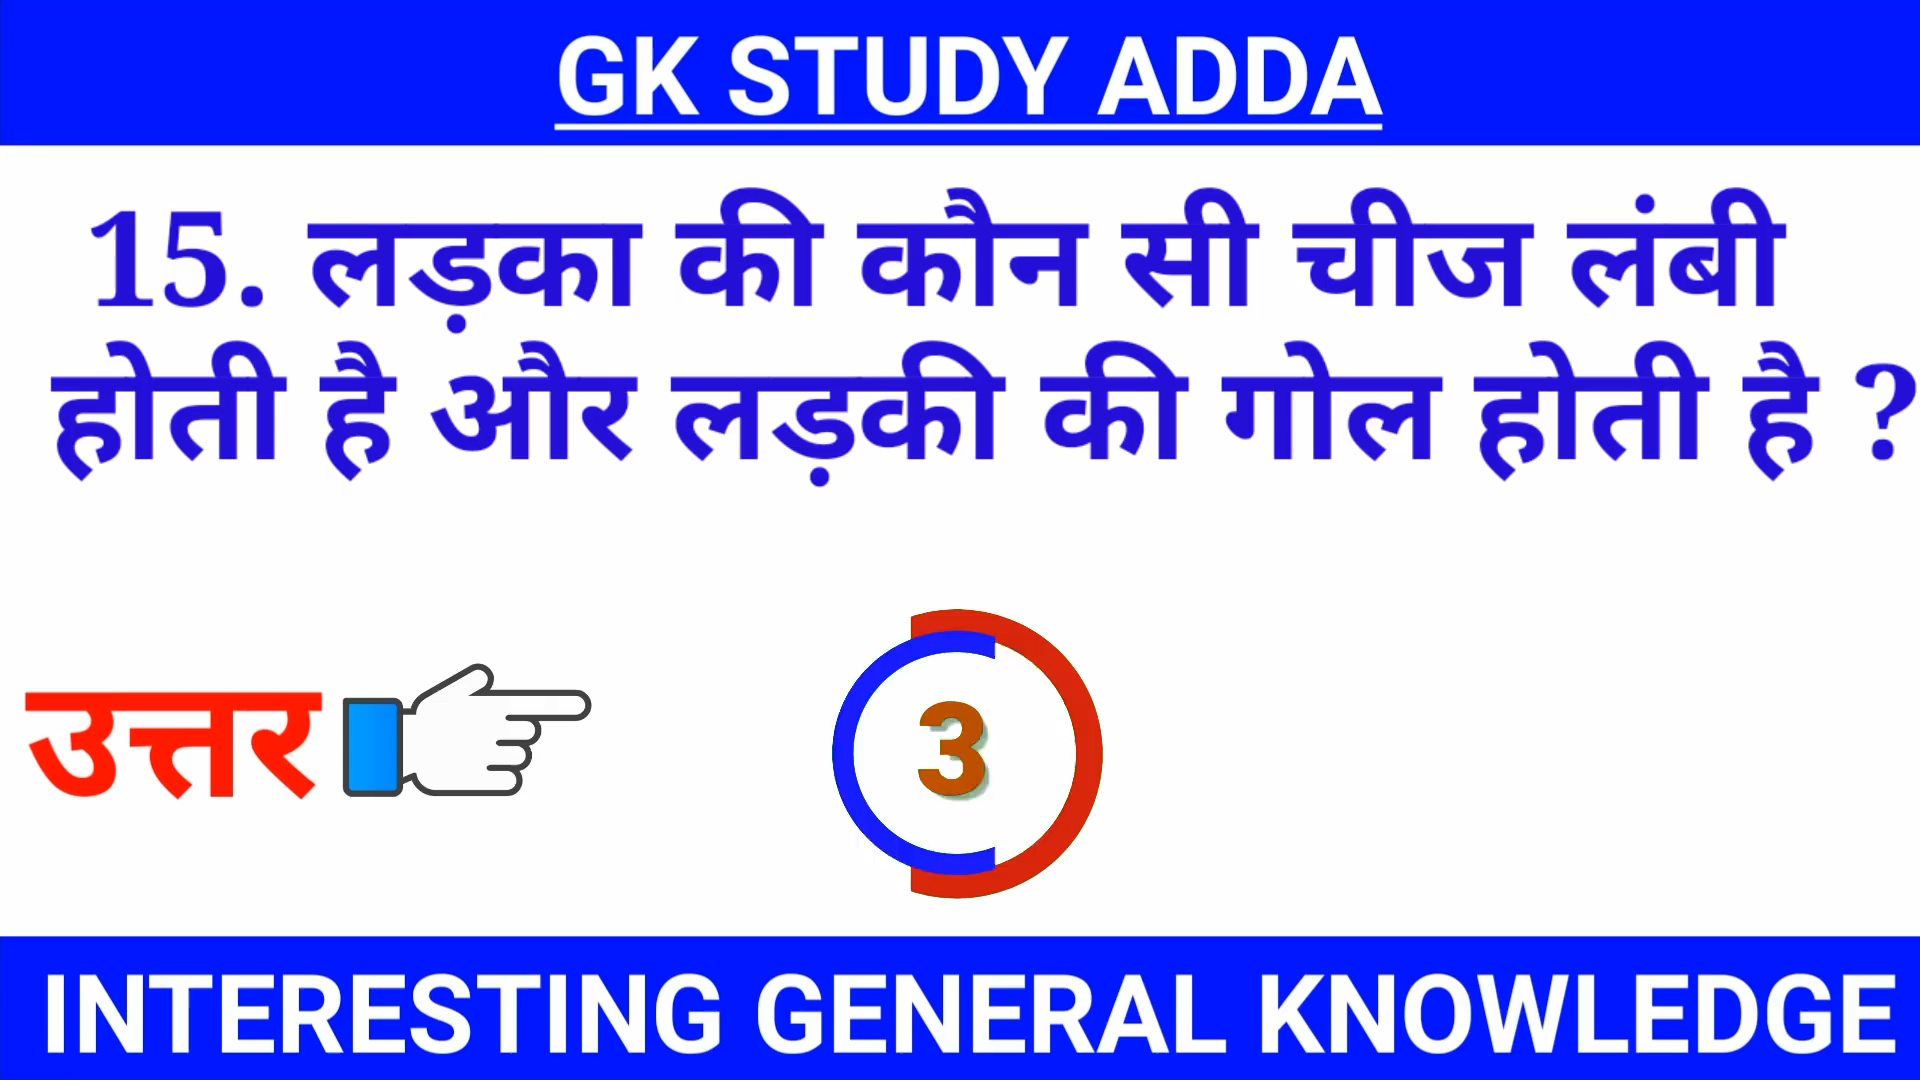 GK STUDY ADDA
15. लड़का की कौन सी चीज लंबी
होती है और लड़की की गोल होती है ?
उत्तर
3
INTERESTING GENERAL KNOWLEDGE